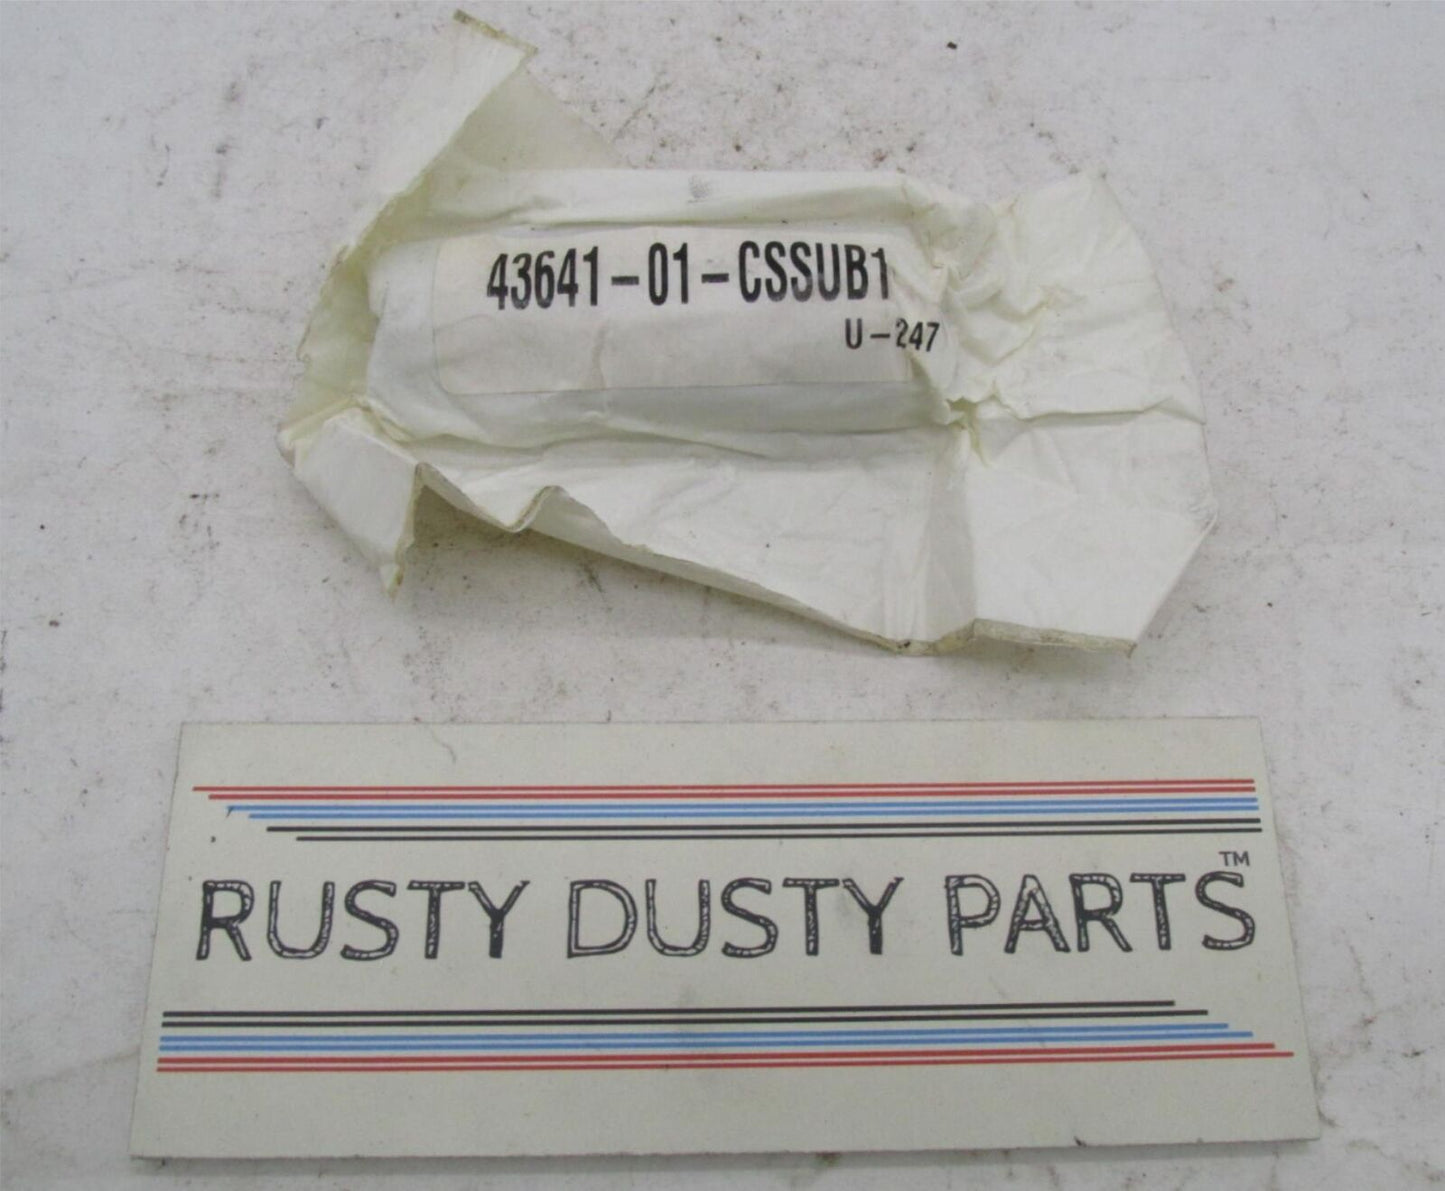 43641-01-CSSUB1
U-247
RUSTY DUSTY PARTS™